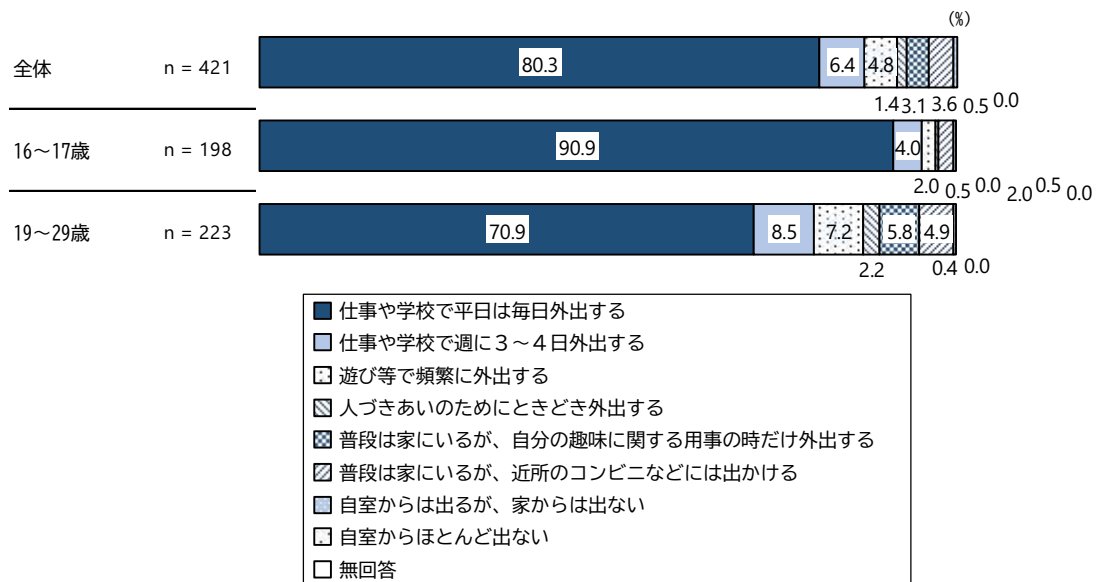 (%)
全体 n = 421 80.3 6.4 4.8
1.4 3.1 3.6 0.5 0.0
16～17歳 n = 198 90.9 4.0
2.0 0.5 0.0 2.0 0.5 0.0
19～29歳 n = 223 70.9 8.5 7.2 5.8 4.9
2.2 0.4 0.0
仕事や学校で平日は毎日外出する
仕事や学校で週に３～４日外出する
遊び等で頻繁に外出する
人づきあいのためにときどき外出する
普段は家にいるが、自分の趣味に関する用事の時だけ外出する
普段は家にいるが、近所のコンビニなどには出かける
自室からは出るが、家からは出ない
自室からほとんど出ない
無回答